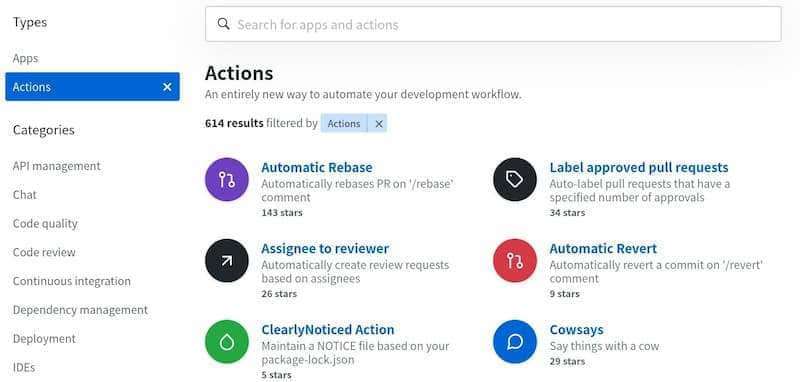 Types
Apps
Actions
Categories
API management
Chat
Code quality
Code review
Continuous integration
Dependency management
Deployment
IDEs
Search for apps and actions
Actions
An entirely new way to automate your development workflow.
614 results filtered by Actions
Automatic Rebase
Automatically rebases PR on '/rebase'
comment
143 stars
Label approved pull requests
Auto-label pull requests that have a
specified number of approvals
34 stars
Assignee to reviewer
Automatically create review requests
based on assignees
26 stars
Automatic Revert
Automatically revert a commit on '/revert'
comment
9 stars
ClearlyNoticed Action
Maintain a NOTICE file based on your
package-lock.json
5 stars
Cowsays
Say things with a cow
29 stars